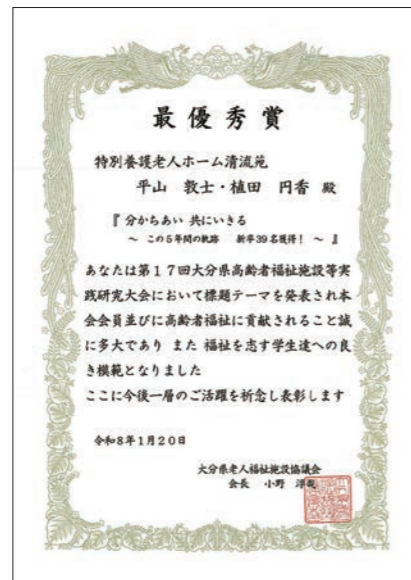 最優秀賞
特別養護老人ホーム清流苑
平山 敦士・植田 円香 殿
『 分かちあい 共にいきる
～ この５年間の軌跡 新卒39名獲得！ ～ 』
あなたは第１７回大分県高齢者福祉施設等実
践研究大会において標題テーマを発表され本
会会員並びに高齢者福祉に貢献されること誠
に多大であり また 福祉を志す学生達への良
き模範となりました
ここに今後一層のご活躍を祈念し表彰します
令和８年１月２０日
大分県老人福祉施設協議会
会長 小野